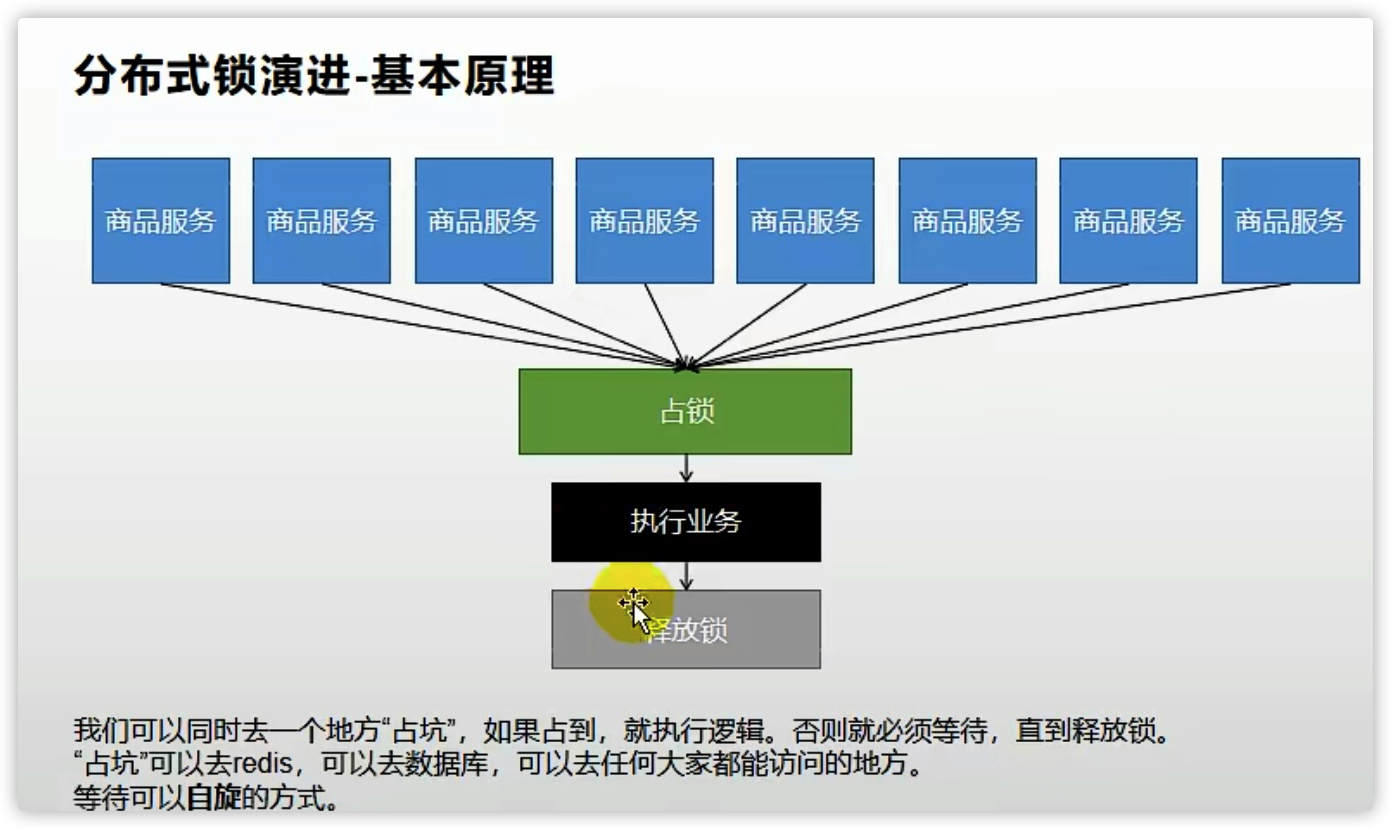 分布式锁演进-基本原理
商品服务 商品服务 商品服务 商品服务 商品服务 商品服务 商品服务 商品服务
占锁
执行业务
释放锁
我们可以同时去一个地方“占坑”，如果占到，就执行逻辑。否则就必须等待，直到释放锁。
“占坑”可以去redis，可以去数据库，可以去任何大家都能访问的地方。
等待可以自旋的方式。